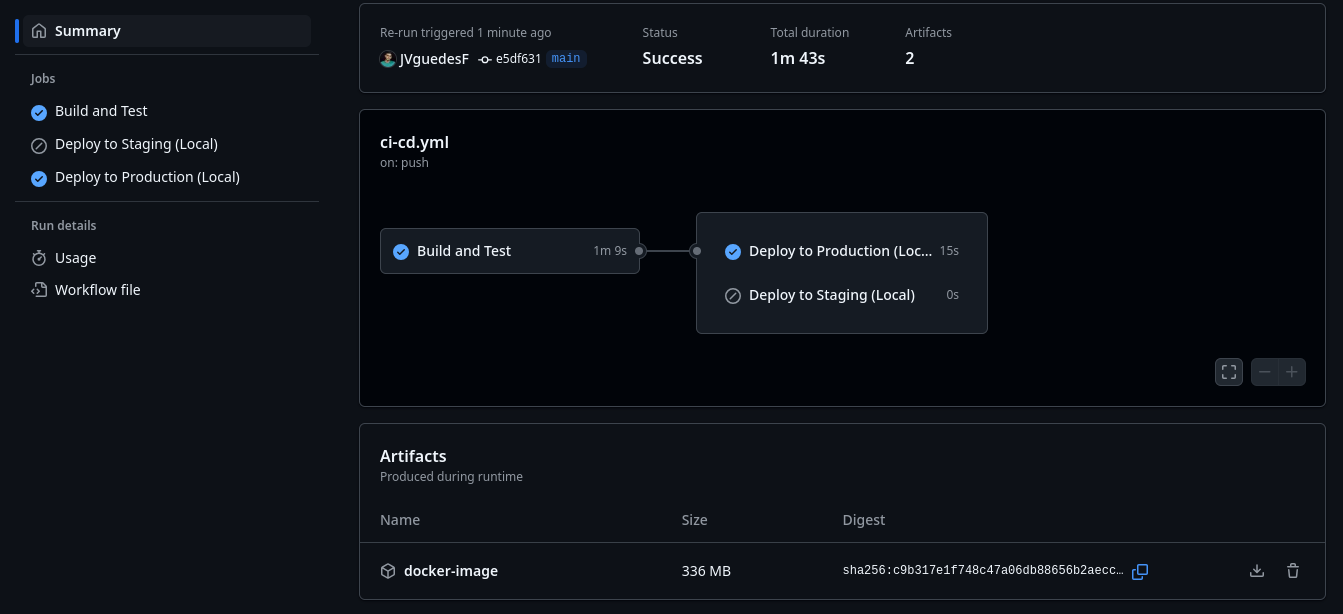 Summary
Jobs
Build and Test
Deploy to Staging (Local)
Deploy to Production (Local)
Run details
Usage
Workflow file
Re-run triggered 1 minute ago
JVguedesF e5df631 main
Status
Success
Total duration
1m 43s
Artifacts
2
ci-cd.yml
on: push
Build and Test 1m 9s
Deploy to Production (Loc... 15s
Deploy to Staging (Local) 0s
Artifacts
Produced during runtime
Name Size Digest
docker-image 336 MB sha256:c9b317e1f748c47a06db88656b2aecc…